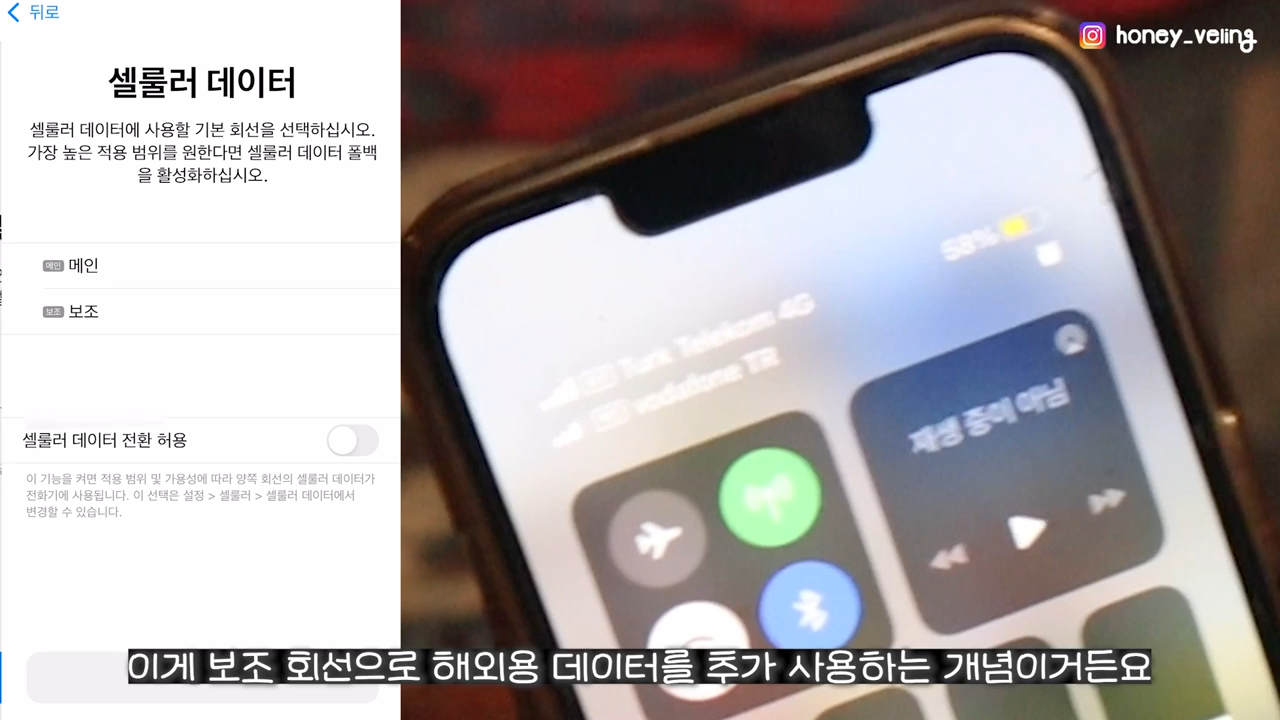 뒤로
honey_veling
셀룰러 데이터
셀룰러 데이터에 사용할 기본 회선을 선택하십시오.
가장 높은 적용 범위를 원한다면 셀룰러 데이터 폴백
을 활성화하십시오.
메인 메인
보조 보조
셀룰러 데이터 전환 허용
이 기능을 켜면 적용 범위 및 가용성에 따라 양쪽 회선의 셀룰러 데이터가
전화기에 사용됩니다. 이 선택은 설정 > 셀룰러 > 셀룰러 데이터에서
변경할 수 있습니다.
58%
Turk Telekom 4G
vodafone TR
재생 중이 아님
이게 보조 회선으로 해외용 데이터를 추가 사용하는 개념이거든요